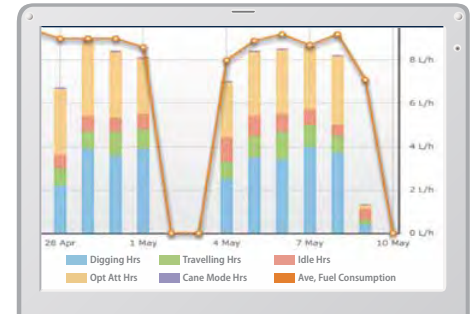 8 L/h
6 L/h
4 L/h
2 L/h
0 L/h
28 Apr 1 May 4 May 7 May 10 May
Digging Hrs Travelling Hrs Idle Hrs
Opt Att Hrs Cane Mode Hrs Ave, Fuel Consumption